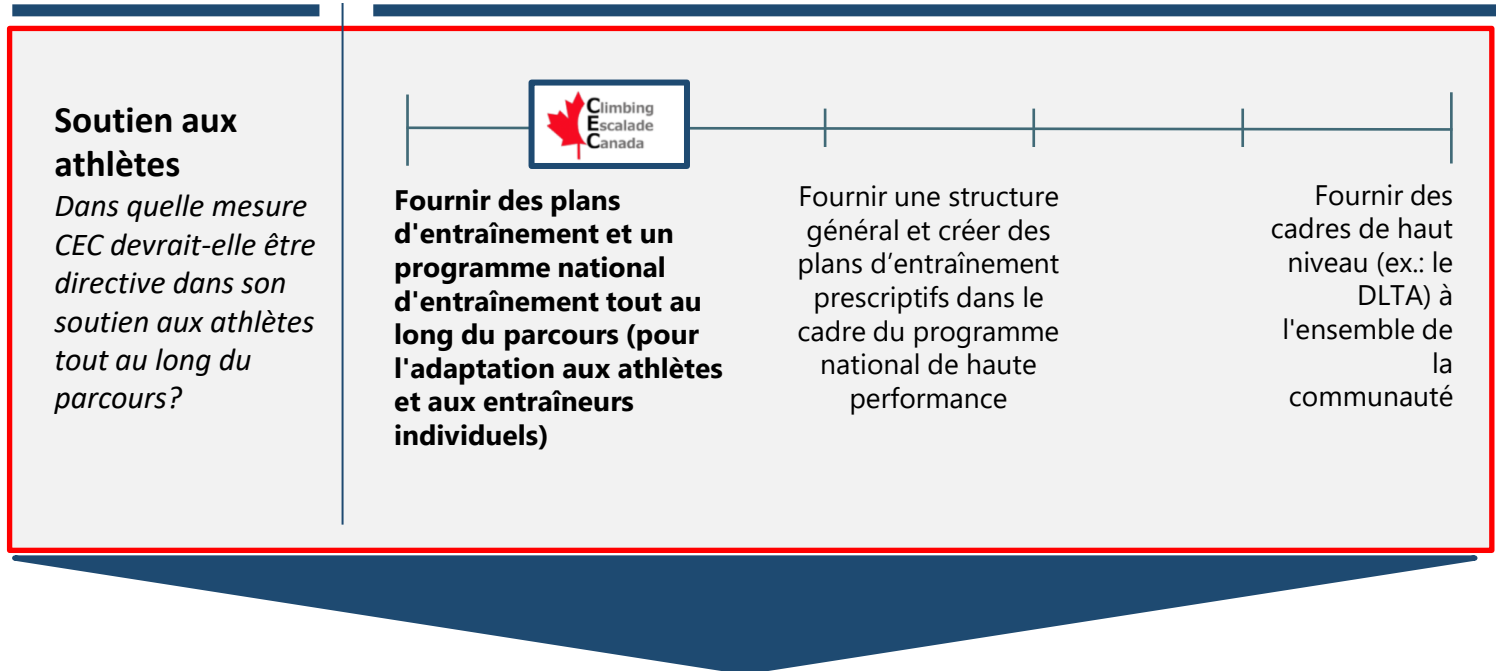 Soutien aux
athlètes
Dans quelle mesure
CEC devrait-elle être
directive dans son
soutien aux athlètes
tout au long du
parcours?
Climbing
Escalade
Canada
Fournir des plans
d'entraînement et un
programme national
d'entraînement tout au
long du parcours (pour
l'adaptation aux athlètes
et aux entraîneurs
individuels)
Fournir une structure
général et créer des
plans d’entraînement
prescriptifs dans le
cadre du programme
national de haute
performance
Fournir des
cadres de haut
niveau (ex.: le
DLTA) à
l'ensemble de
la
communauté